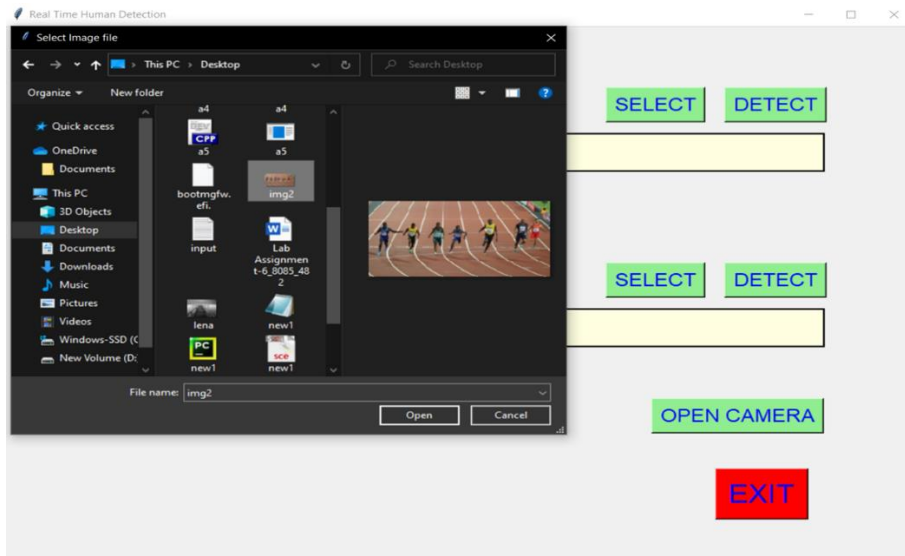 Real Time Human Detection
Select Image file
This PC > Desktop
Search Desktop
Organize
New folder
Quick access
OneDrive
Documents
This PC
3D Objects
Desktop
Documents
Downloads
Music
Pictures
Videos
Windows-SSD (C
New Volume (D:
a4
a4
CPP
a5
a5
bootmgfw.
efi.
img2
input
W
Lab
Assignmen
t-6_8085_48
2
lena
new1
PC
new1
sce
new1
File name:
img2
Open
Cancel
SELECT
DETECT
SELECT
DETECT
OPEN CAMERA
EXIT